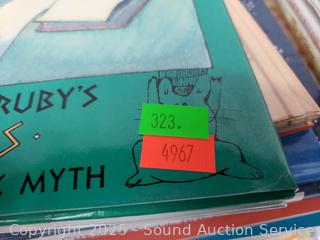 RUBY'S
323.
4967
MYTH
Copyright 2025 - Sound Auction Service